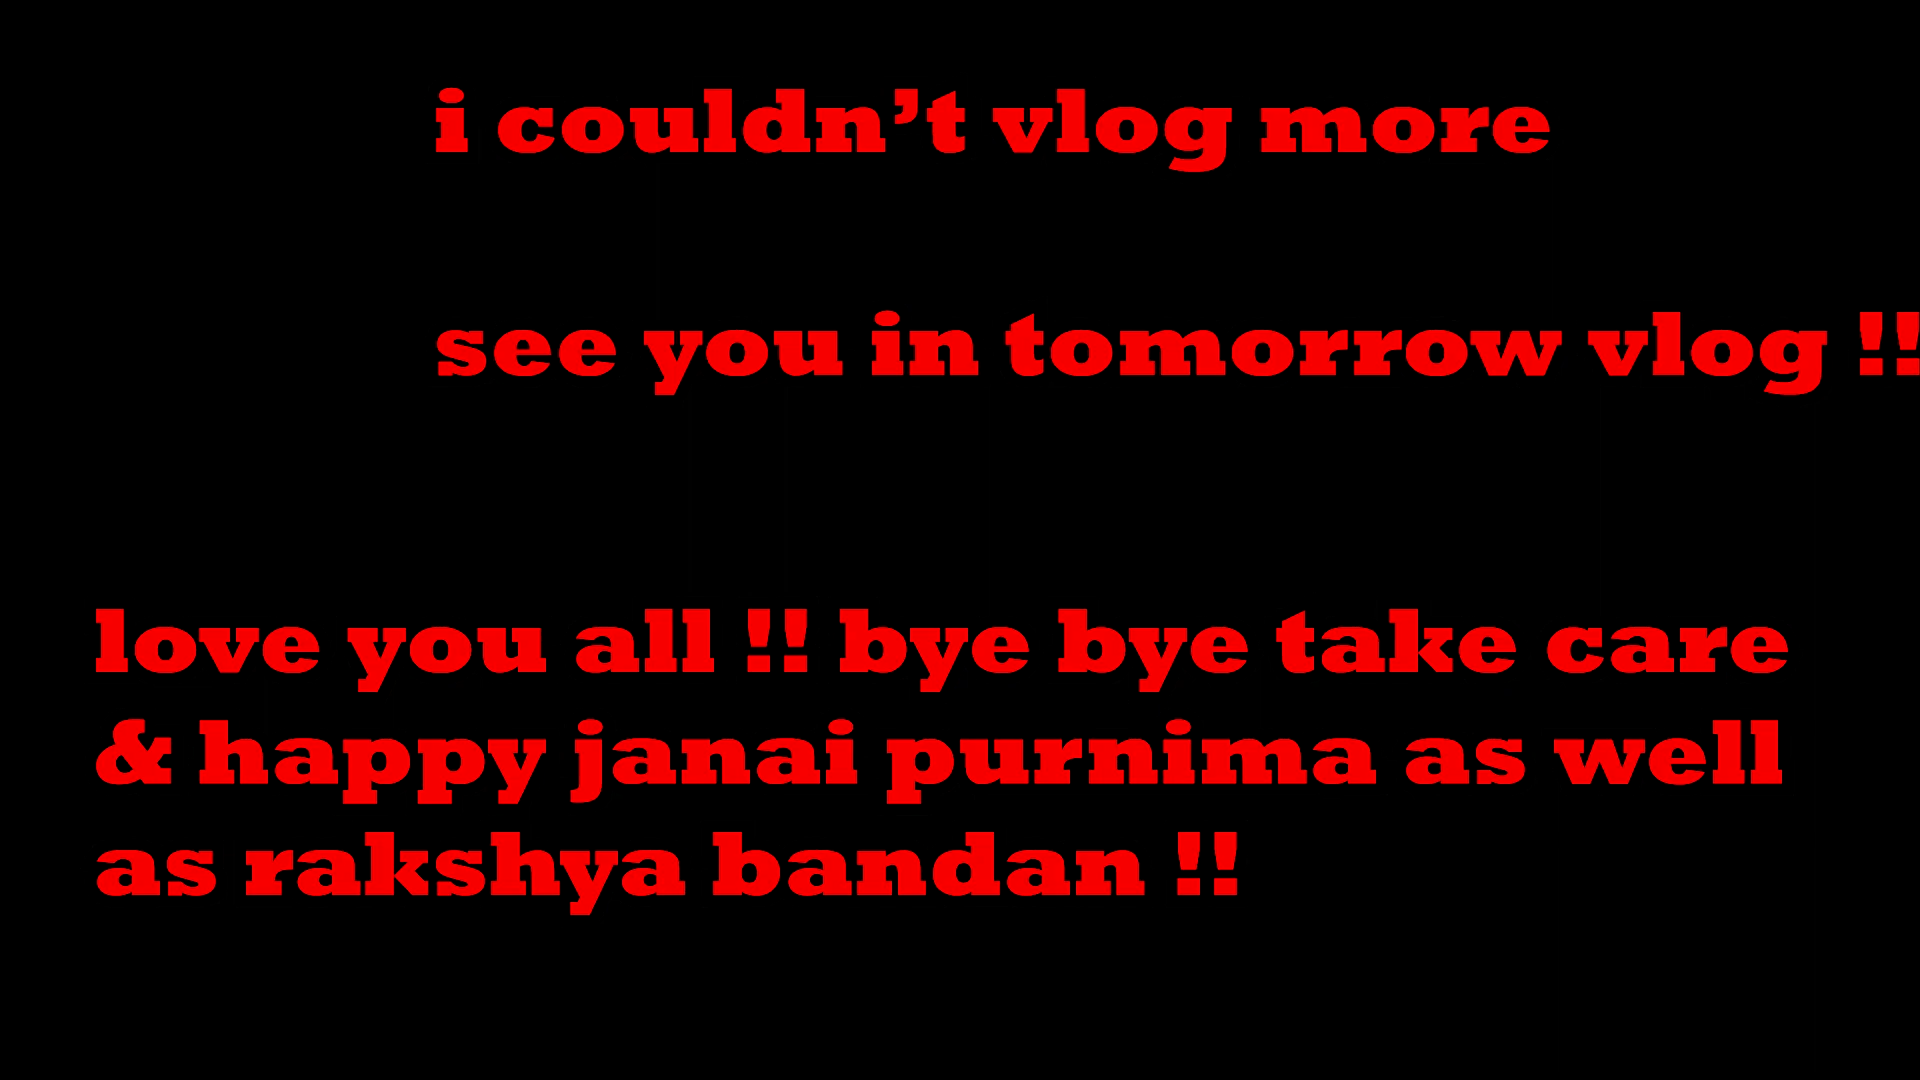 i couldn’t vlog more
see you in tomorrow vlog !!
love you all !! bye bye take care
& happy janai purnima as well
as rakshya bandan !!